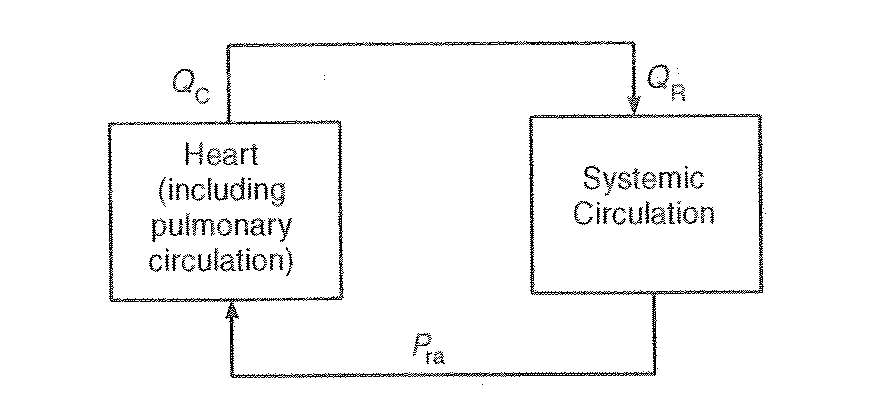 Q_C
Q_R
Heart
(including
pulmonary
circulation)
Systemic
Circulation
P_ra